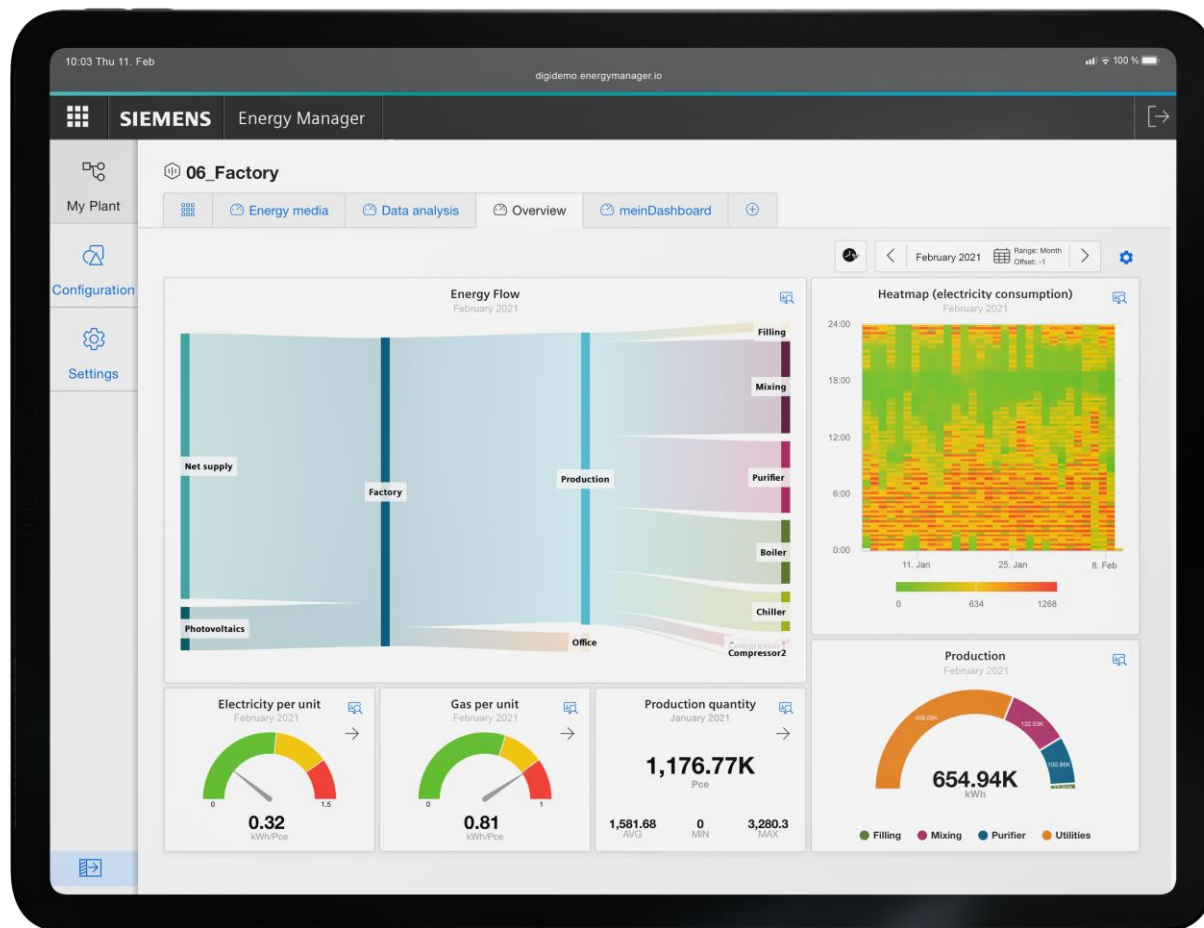 10:03 Thu 11. Feb
100 %
digidemo.energymanager.io
SIEMENS
Energy Manager
My Plant
Configuration
Settings
06_Factory
Energy media
Data analysis
Overview
meinDashboard
February 2021
Range: Month
Offset: -1
Energy Flow
February 2021
Net supply
Photovoltaics
Factory
Production
Office
Filling
Mixing
Purifier
Boiler
Chiller
Compressor2
Heatmap (electricity consumption)
February 2021
24:00
18:00
12:00
6:00
0:00
11. Jan
25. Jan
8. Feb
0
634
1268
Electricity per unit
February 2021
0
1.5
0.32
kWh/Pce
Gas per unit
February 2021
0
1
0.81
kWh/Pce
Production quantity
January 2021
1,176.77K
Pce
1,581.68
AVG
0
MIN
3,280.3
MAX
Production
February 2021
408.08K
132.53K
100.86K
654.94K
kWh
Filling
Mixing
Purifier
Utilities